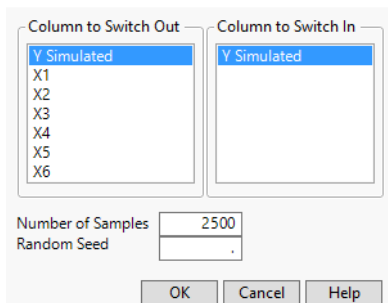 Column to Switch Out
Column to Switch In
Y Simulated
X1
X2
X3
X4
X5
X6
Y Simulated
Number of Samples 2500
Random Seed .
OK Cancel Help